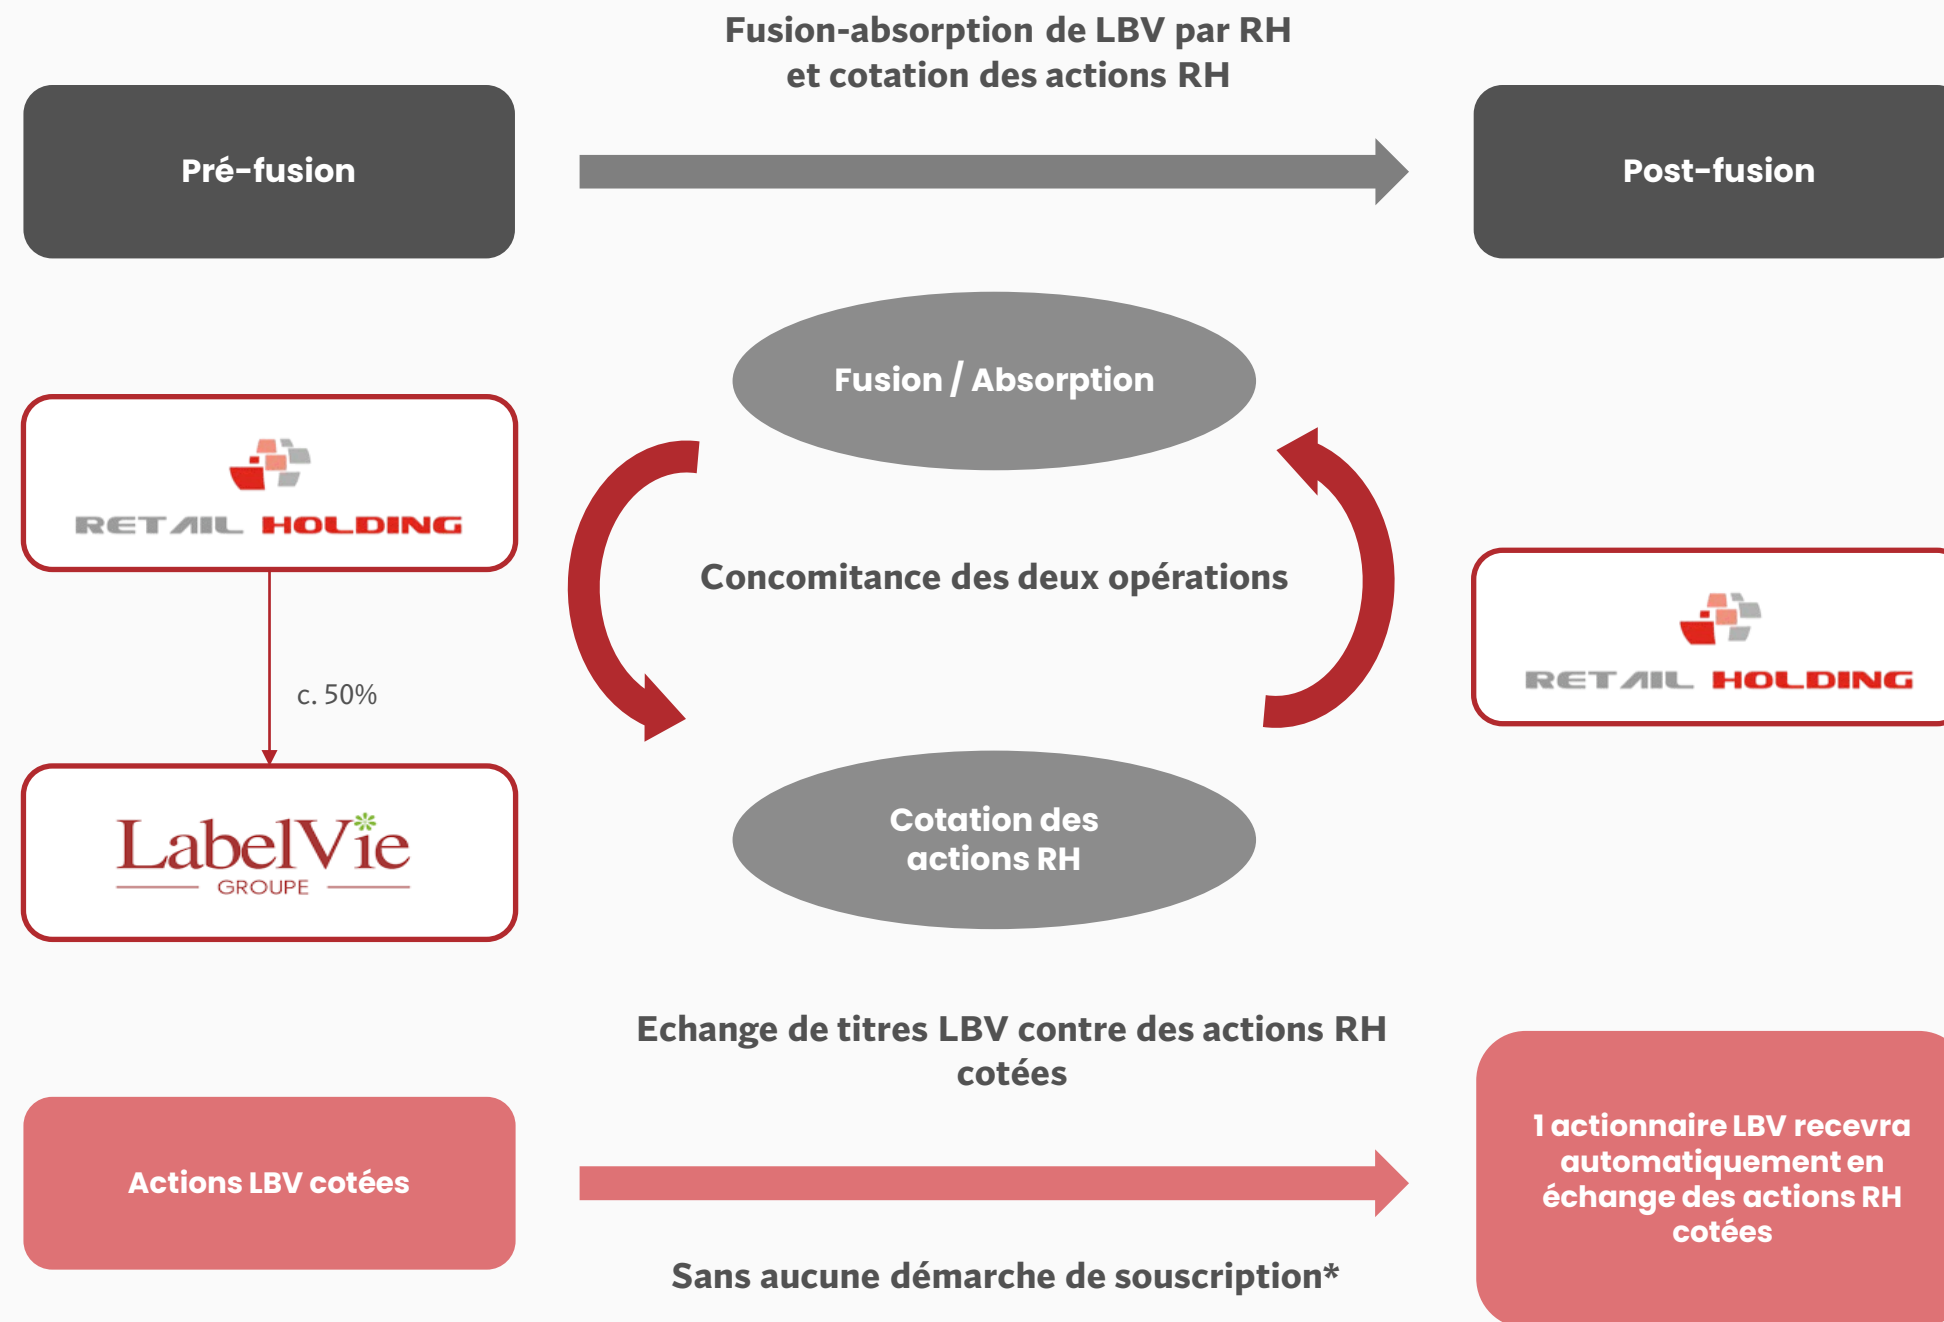 Fusion-absorption de LBV par RH
et cotation des actions RH
Pré-fusion
Post-fusion
Fusion / Absorption
RETAIL HOLDING
Concomitance des deux opérations
RETAIL HOLDING
c. 50%
LabelVie
GROUPE
Cotation des
actions RH
Echange de titres LBV contre des actions RH
cotées
Actions LBV cotées
1 actionnaire LBV recevra
automatiquement en
échange des actions RH
cotées
Sans aucune démarche de souscription*